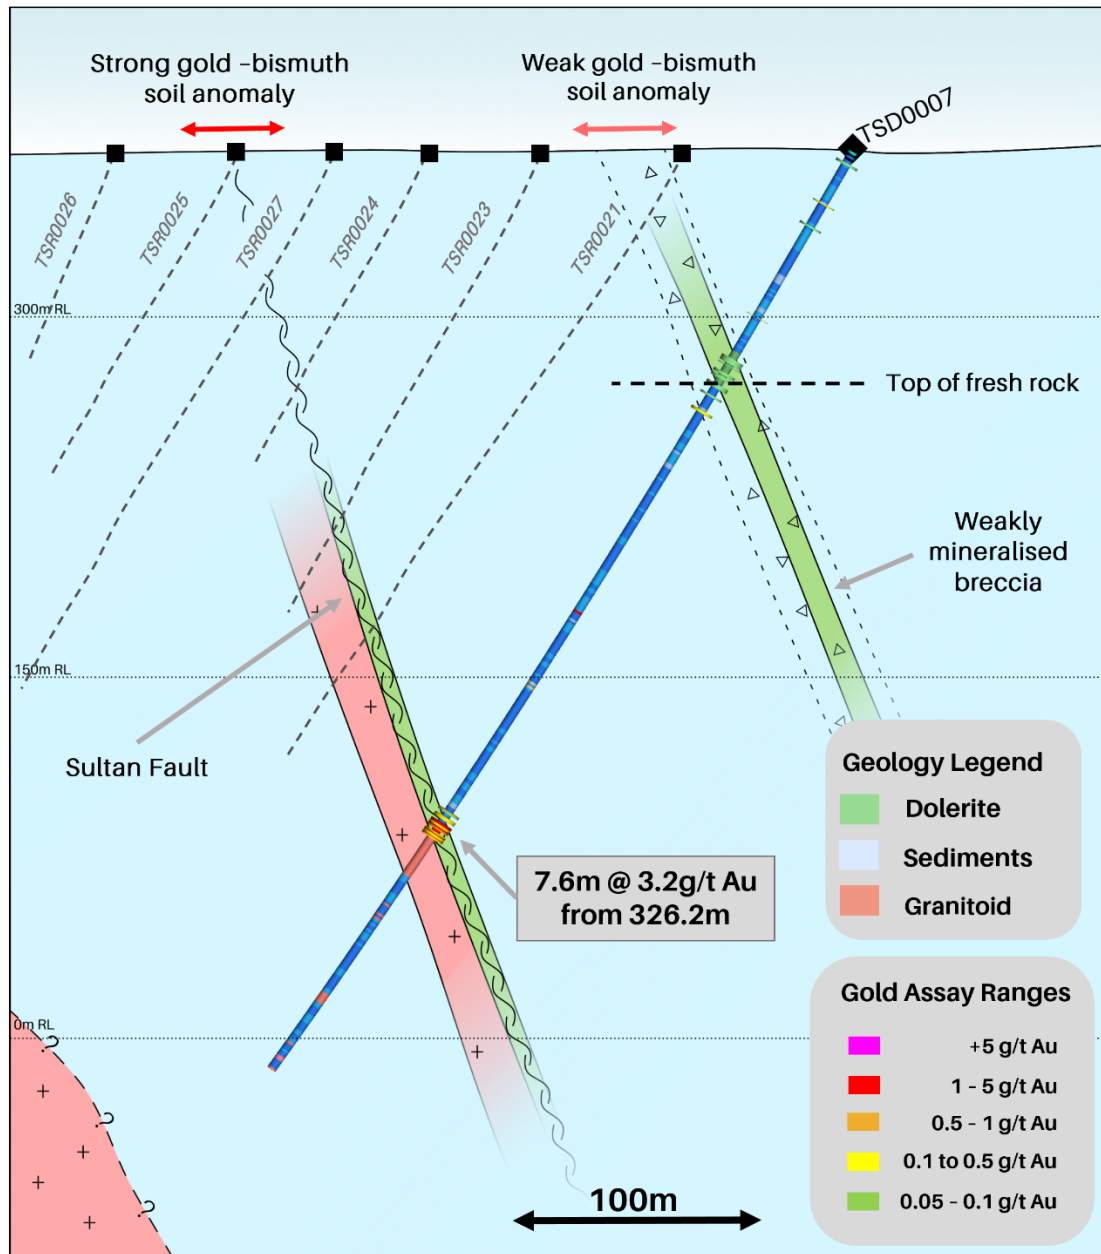 Strong gold –bismuth
soil anomaly
Weak gold –bismuth
soil anomaly
TSD0007
TSR0026
TSR0025
TSR0027
TSR0024
TSR0023
TSR0021
300m RL
Top of fresh rock
Weakly
mineralised
breccia
150m RL
Sultan Fault
7.6m @ 3.2g/t Au
from 326.2m
Geology Legend
Dolerite
Sediments
Granitoid
0m RL
?
?
?
Gold Assay Ranges
+5 g/t Au
1 - 5 g/t Au
0.5 - 1 g/t Au
0.1 to 0.5 g/t Au
0.05 - 0.1 g/t Au
100m